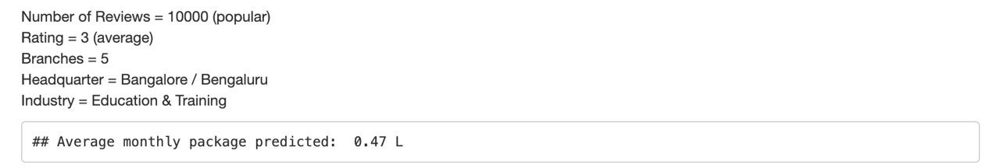 Number of Reviews = 10000 (popular)
Rating = 3 (average)
Branches = 5
Headquarter = Bangalore / Bengaluru
Industry = Education & Training
## Average monthly package predicted:  0.47 L